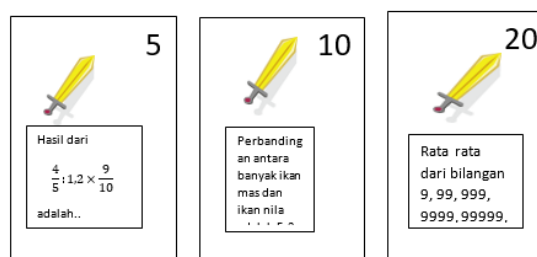 5
Hasil dari
4/5 : 1,2 × 9/10
adalah..
10
Perbanding
an antara
banyak ikan
mas dan
ikan nila
20
Rata rata
dari bilangan
9, 99, 999,
9999, 99999,